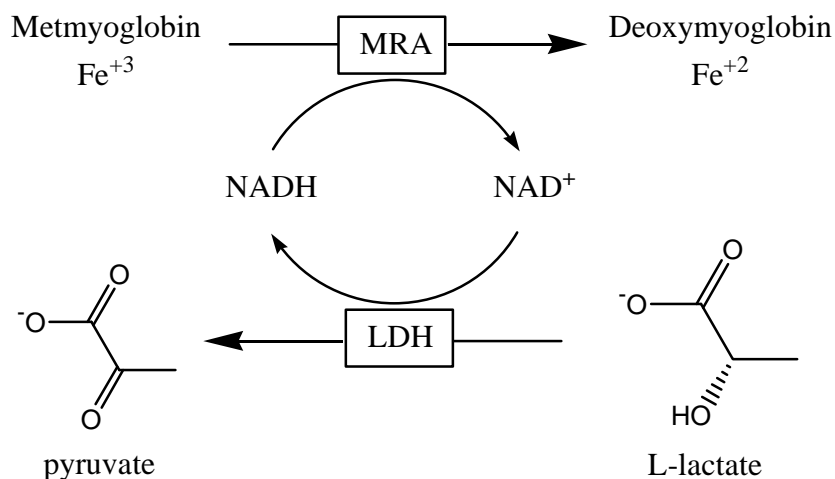 Metmyoglobin
Fe+3
MRA
Deoxymyoglobin
Fe+2
NADH
NAD+
O
-O
O
pyruvate
LDH
O
-O
HO
L-lactate